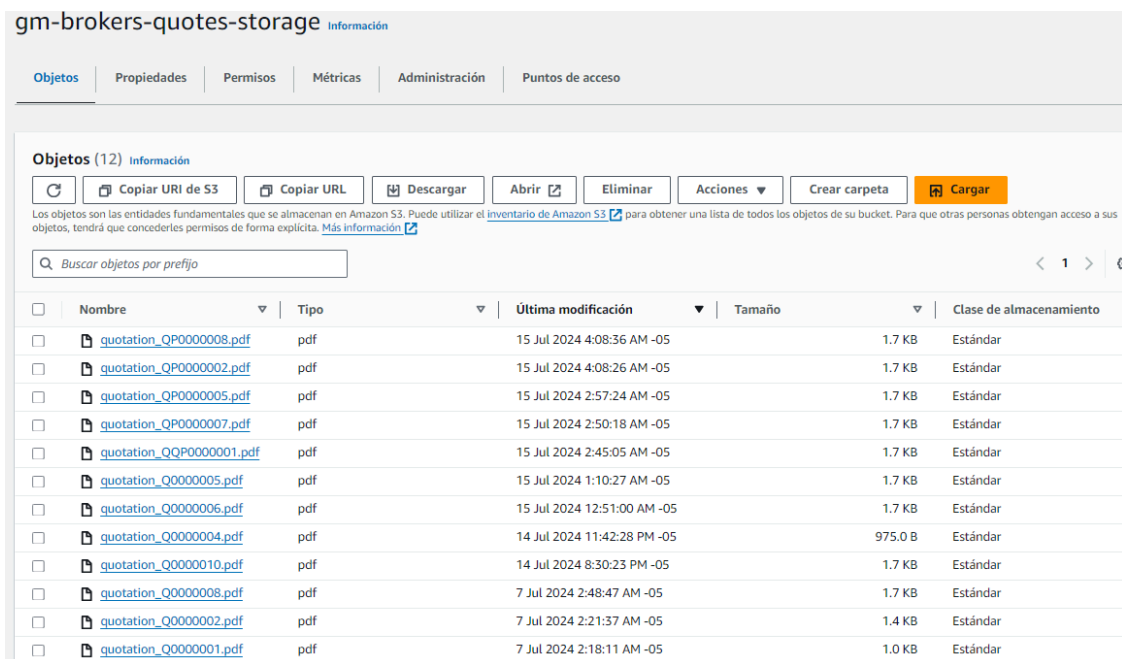 gm-brokers-quotes-storage Información
Objetos Propiedades Permisos Métricas Administración Puntos de acceso
Objetos (12) Información
Copiar URI de S3 Copiar URL Descargar Abrir Eliminar Acciones Crear carpeta Cargar
Los objetos son las entidades fundamentales que se almacenan en Amazon S3. Puede utilizar el inventario de Amazon S3 para obtener una lista de todos los objetos de su bucket. Para que otras personas obtengan acceso a sus
objetos, tendrá que concederles permisos de forma explícita. Más información
Buscar objetos por prefijo
1
Nombre Tipo Última modificación Tamaño Clase de almacenamiento
quotation_QP0000008.pdf pdf 15 Jul 2024 4:08:36 AM -05 1.7 KB Estándar
quotation_QP0000002.pdf pdf 15 Jul 2024 4:08:26 AM -05 1.7 KB Estándar
quotation_QP0000005.pdf pdf 15 Jul 2024 2:57:24 AM -05 1.7 KB Estándar
quotation_QP0000007.pdf pdf 15 Jul 2024 2:50:18 AM -05 1.7 KB Estándar
quotation_QQP0000001.pdf pdf 15 Jul 2024 2:45:05 AM -05 1.7 KB Estándar
quotation_Q0000005.pdf pdf 15 Jul 2024 1:10:27 AM -05 1.7 KB Estándar
quotation_Q0000006.pdf pdf 15 Jul 2024 12:51:00 AM -05 1.7 KB Estándar
quotation_Q0000004.pdf pdf 14 Jul 2024 11:42:28 PM -05 975.0 B Estándar
quotation_Q0000010.pdf pdf 14 Jul 2024 8:30:23 PM -05 1.7 KB Estándar
quotation_Q0000008.pdf pdf 7 Jul 2024 2:48:47 AM -05 1.7 KB Estándar
quotation_Q0000002.pdf pdf 7 Jul 2024 2:21:37 AM -05 1.4 KB Estándar
quotation_Q0000001.pdf pdf 7 Jul 2024 2:18:11 AM -05 1.0 KB Estándar